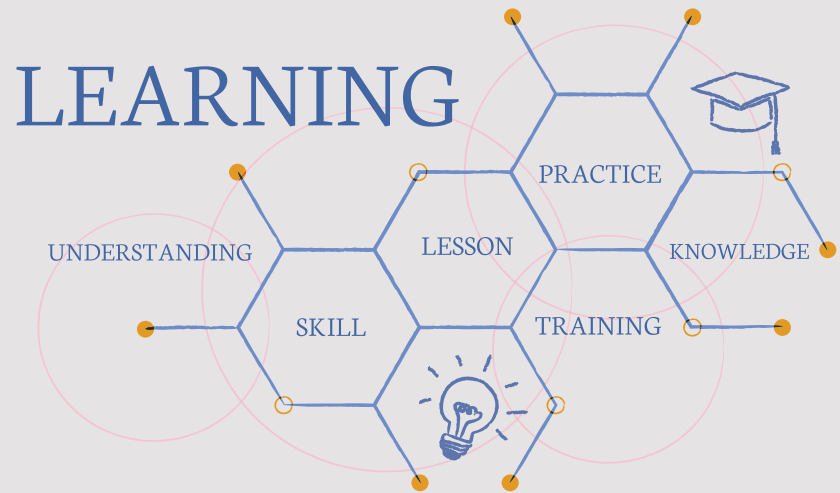 LEARNING
PRACTICE
LESSON
UNDERSTANDING
KNOWLEDGE
SKILL
TRAINING